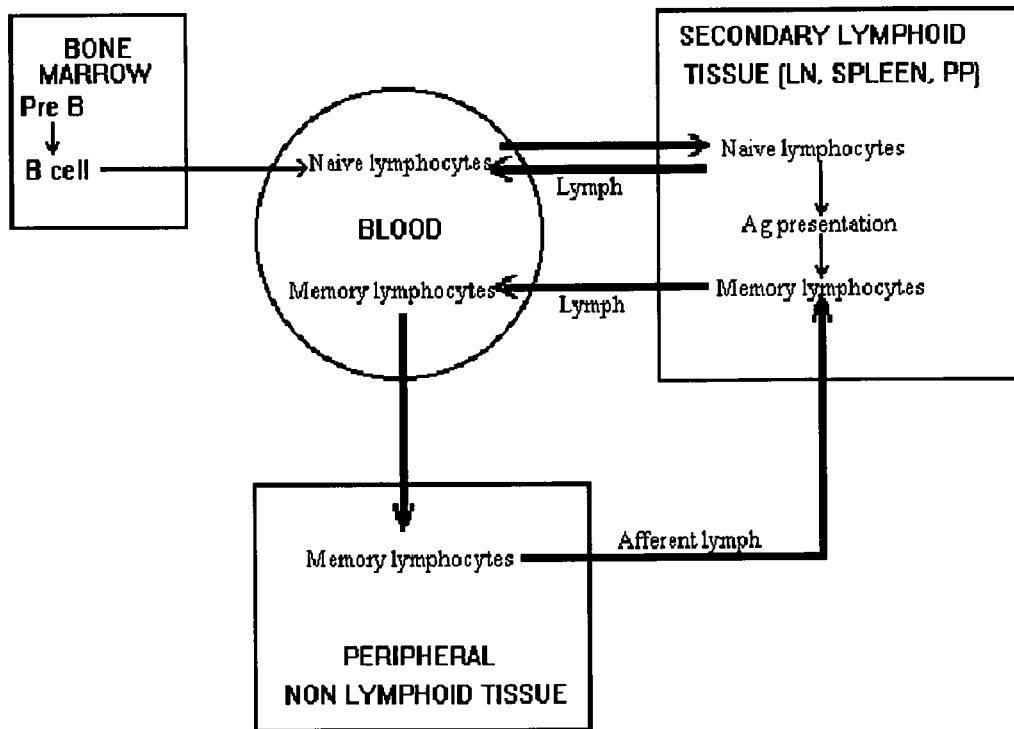 BONE
MARROW
Pre B
B cell
SECONDARY LYMPHOID
TISSUE (LN, SPLEEN, PP)
Naive lymphocytes
Ag presentation
Memory lymphocytes
Naive lymphocytes
BLOOD
Memory lymphocytes
Lymph
Lymph
Memory lymphocytes
Afferent lymph
PERIPHERAL
NON LYMPHOID TISSUE